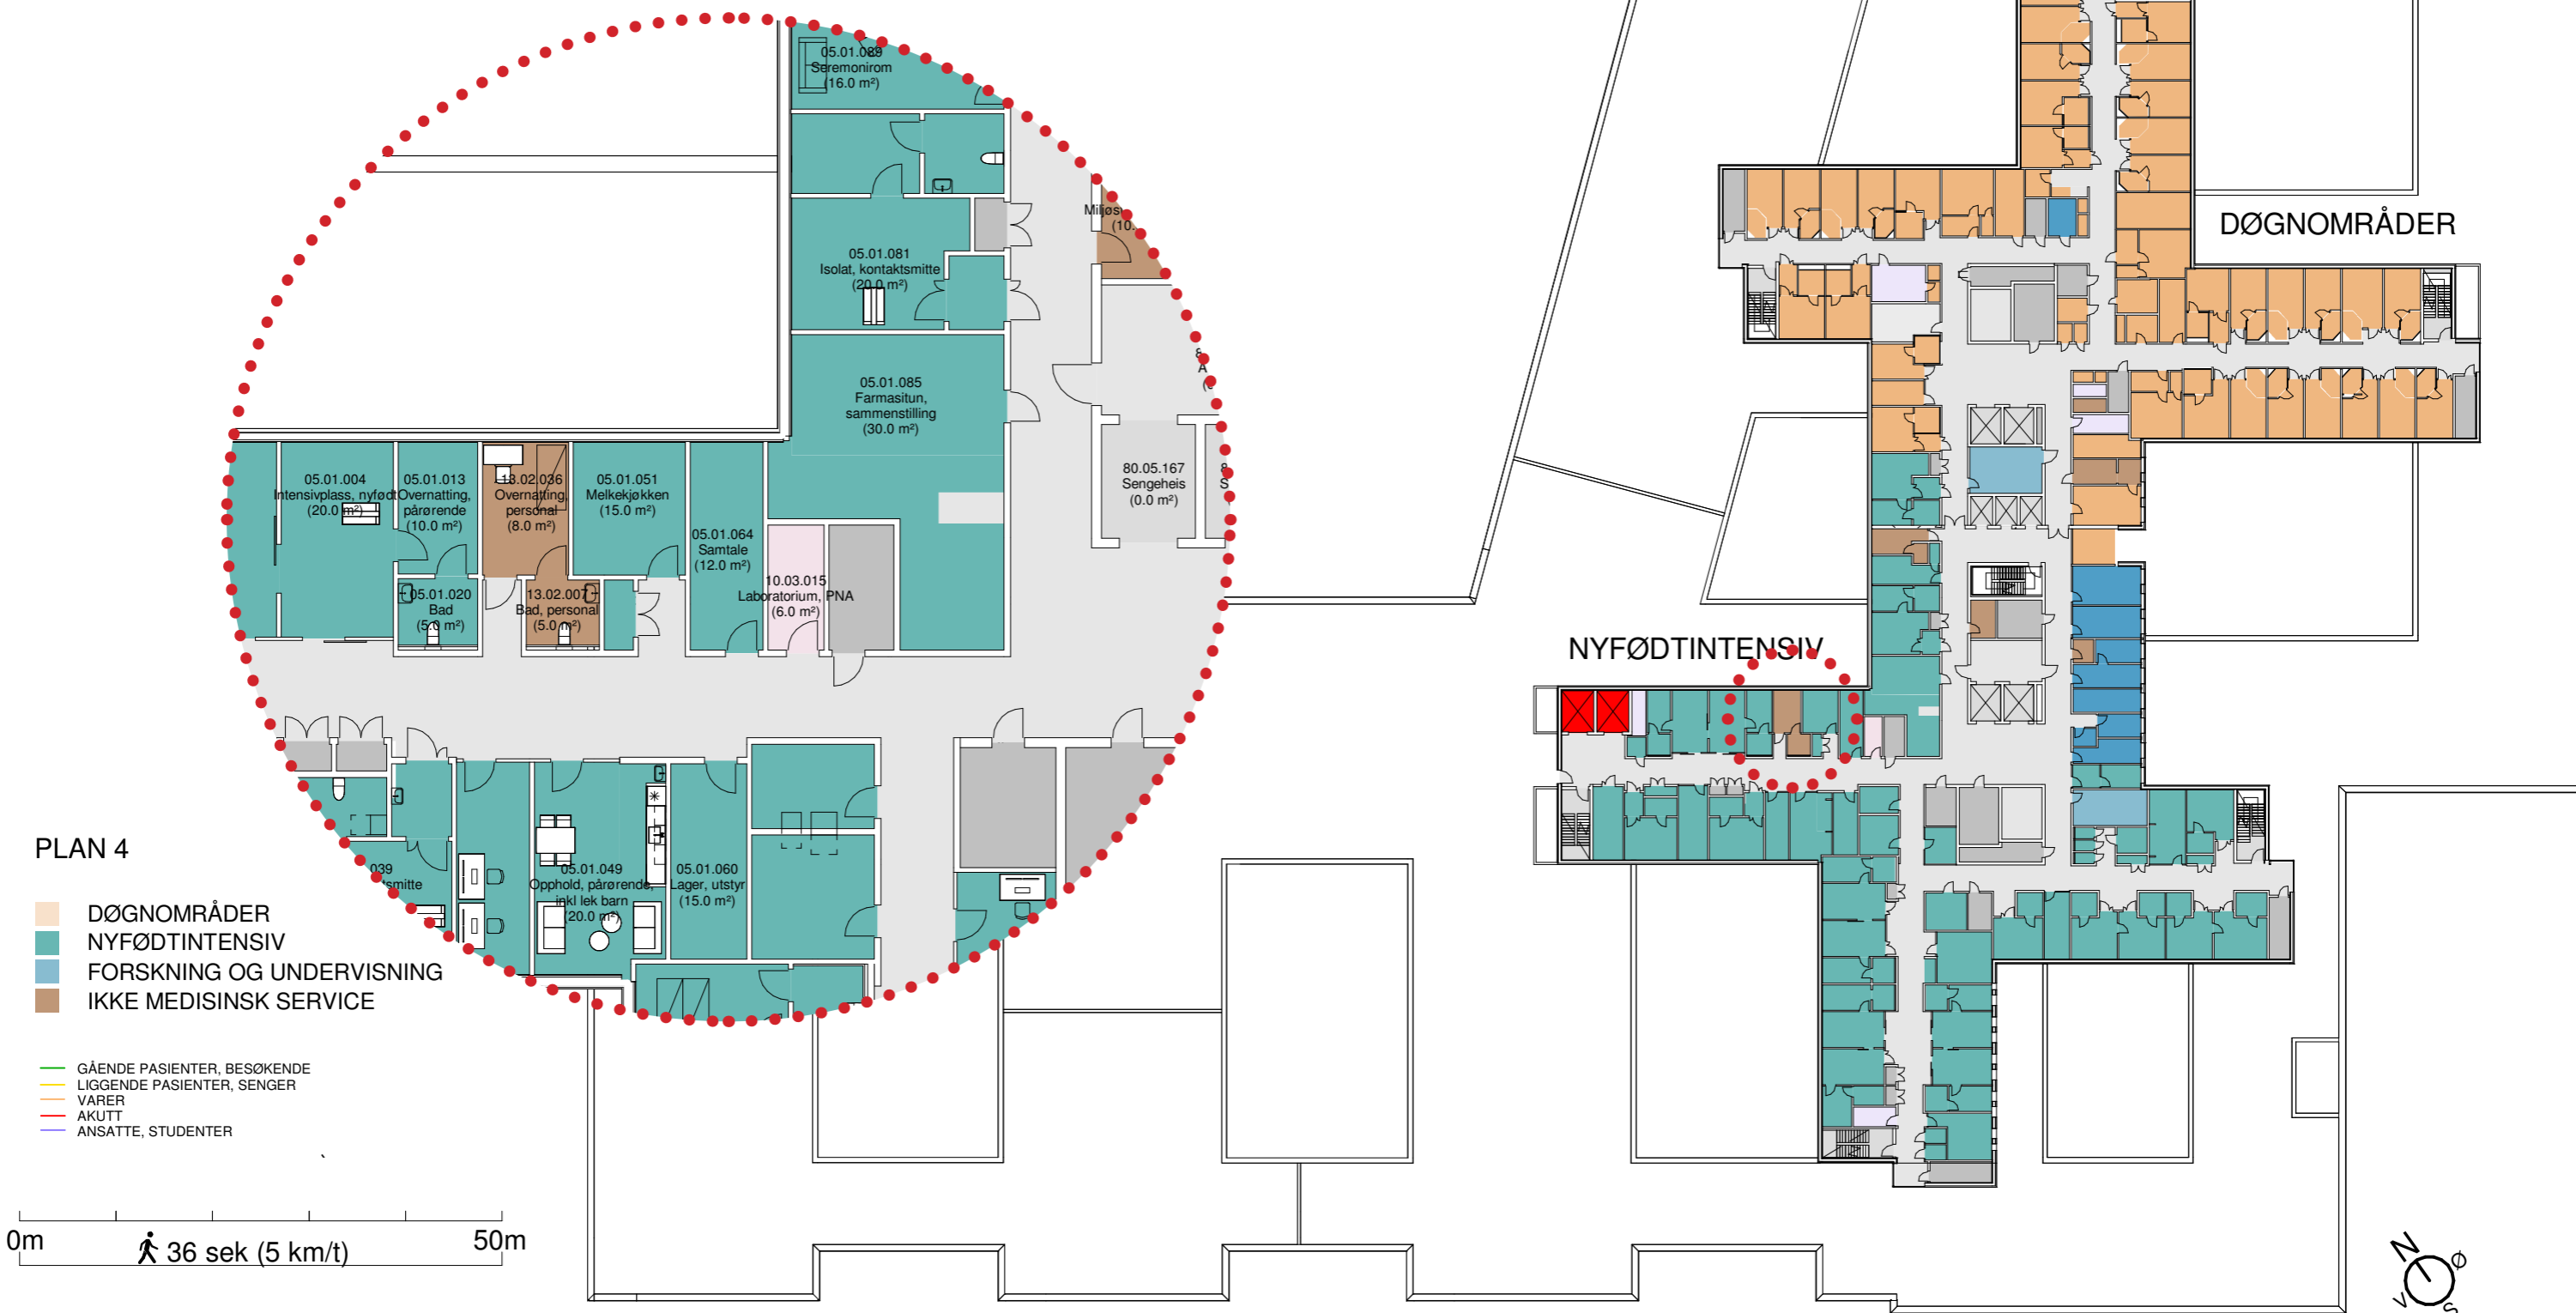 05.01.089
Seremonirom
(16.0 m²)
Miljøs
(10.
05.01.081
Isolat, kontaktsmitte
(20.0 m²)
05.01.085
Farmasitun,
sammenstilling
(30.0 m²)
05.01.004
Intensivplass, nyfødt
(20.0 m²)
05.01.013
Overnatting,
pårørende
(10.0 m²)
13.02.036
Overnatting,
personal
(8.0 m²)
05.01.051
Melkekjøkken
(15.0 m²)
05.01.064
Samtale
(12.0 m²)
80.05.167
Sengeheis
(0.0 m²)
8
A
8
S
10.03.015
Laboratorium, PNA
(6.0 m²)
05.01.020
Bad
(5.0 m²)
13.02.007
Bad, personal
(5.0 m²)
039
tsmitte
05.01.049
Opphold, pårørende,
inkl lek barn
(20.0 m²)
05.01.060
Lager, utstyr
(15.0 m²)
DØGNOMRÅDER
NYFØDTINTENSIV
PLAN 4
DØGNOMRÅDER
NYFØDTINTENSIV
FORSKNING OG UNDERVISNING
IKKE MEDISINSK SERVICE
GÅENDE PASIENTER, BESØKENDE
LIGGENDE PASIENTER, SENGER
VARER
AKUTT
ANSATTE, STUDENTER
0m
36 sek (5 km/t)
50m
N
Ø
V
S